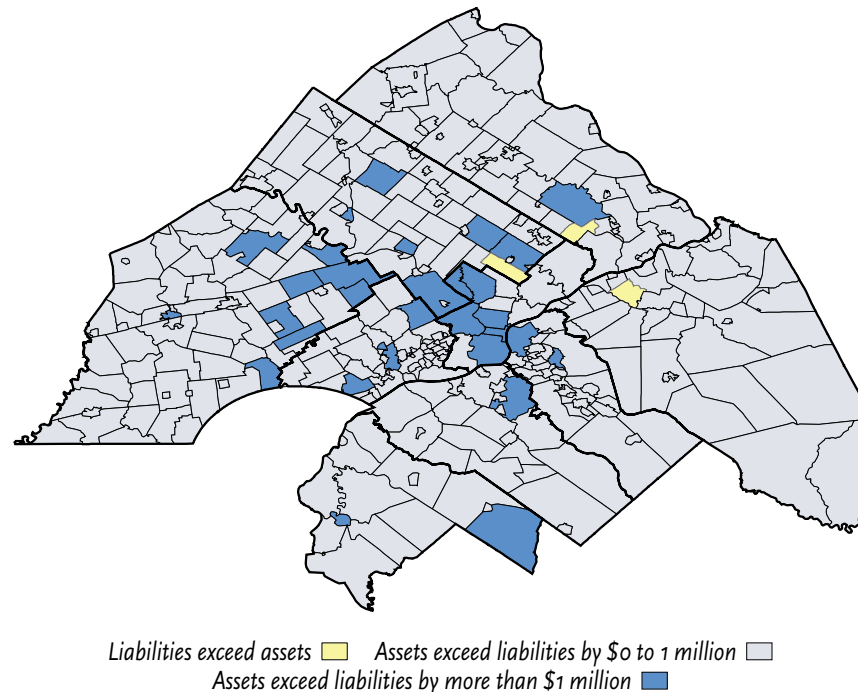 Liabilities exceed assets Assets exceed liabilities by $0 to 1 million
Assets exceed liabilities by more than $1 million